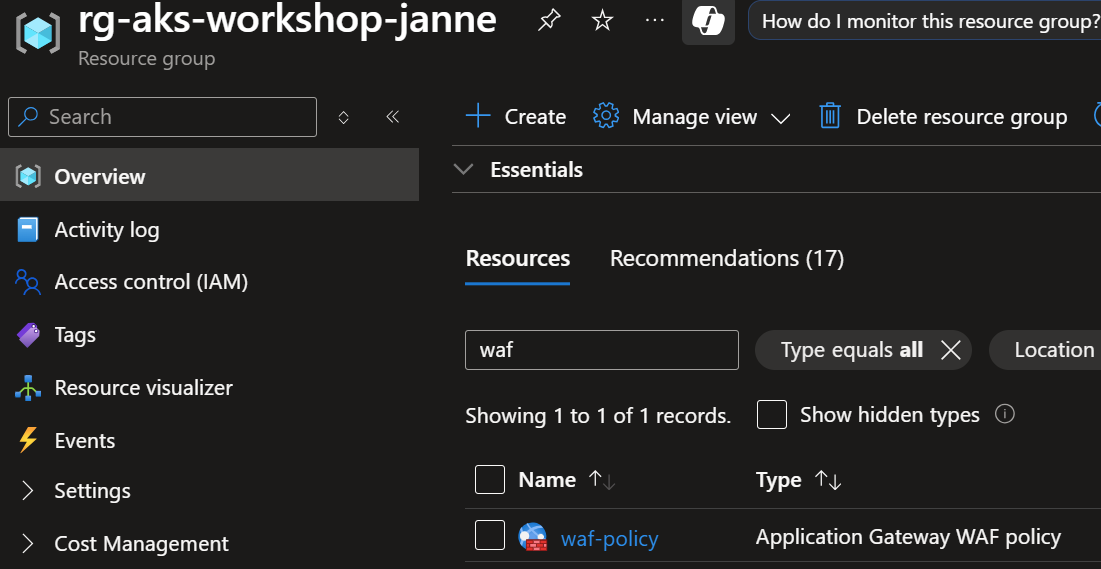 rg-aks-workshop-janne
How do I monitor this resource group?
Resource group
Search
Create
Manage view
Delete resource group
Overview
Essentials
Activity log
Access control (IAM)
Tags
Resource visualizer
Events
Settings
Cost Management
Resources
Recommendations (17)
waf
Type equals all
Location
Showing 1 to 1 of 1 records.
Show hidden types
Name
Type
waf-policy
Application Gateway WAF policy